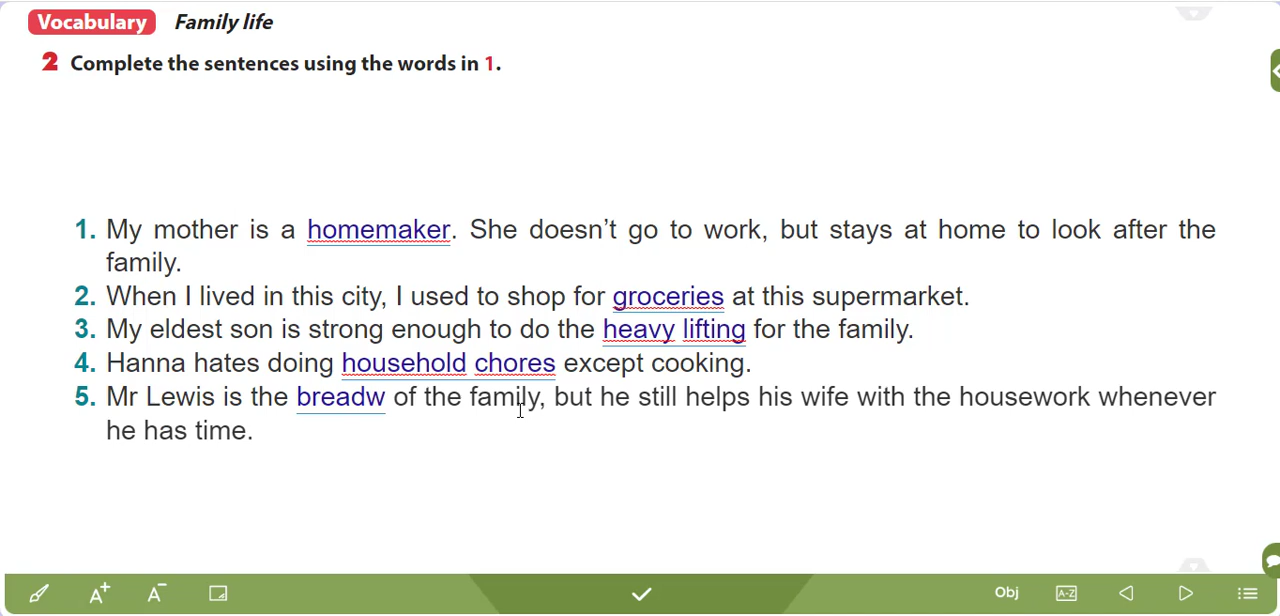 Vocabulary Family life
2 Complete the sentences using the words in 1.
1. My mother is a homemaker. She doesn’t go to work, but stays at home to look after the
family.
2. When I lived in this city, I used to shop for groceries at this supermarket.
3. My eldest son is strong enough to do the heavy lifting for the family.
4. Hanna hates doing household chores except cooking.
5. Mr Lewis is the breadw of the family, but he still helps his wife with the housework whenever
he has time.
A+ A- Obj A-Z